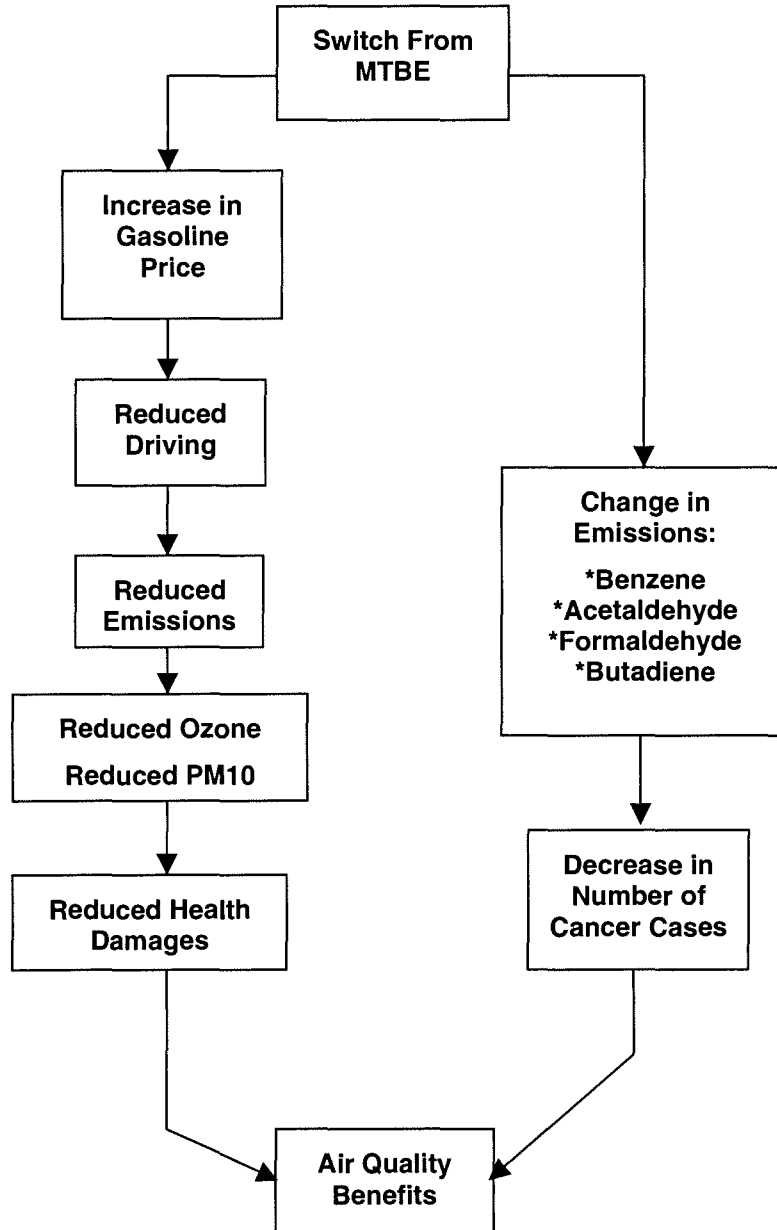 Switch From
MTBE
Increase in
Gasoline
Price
Reduced
Driving
Reduced
Emissions
Reduced Ozone
Reduced PM10
Reduced Health
Damages
Change in
Emissions:
*Benzene
*Acetaldehyde
*Formaldehyde
*Butadiene
Decrease in
Number of
Cancer Cases
Air Quality
Benefits